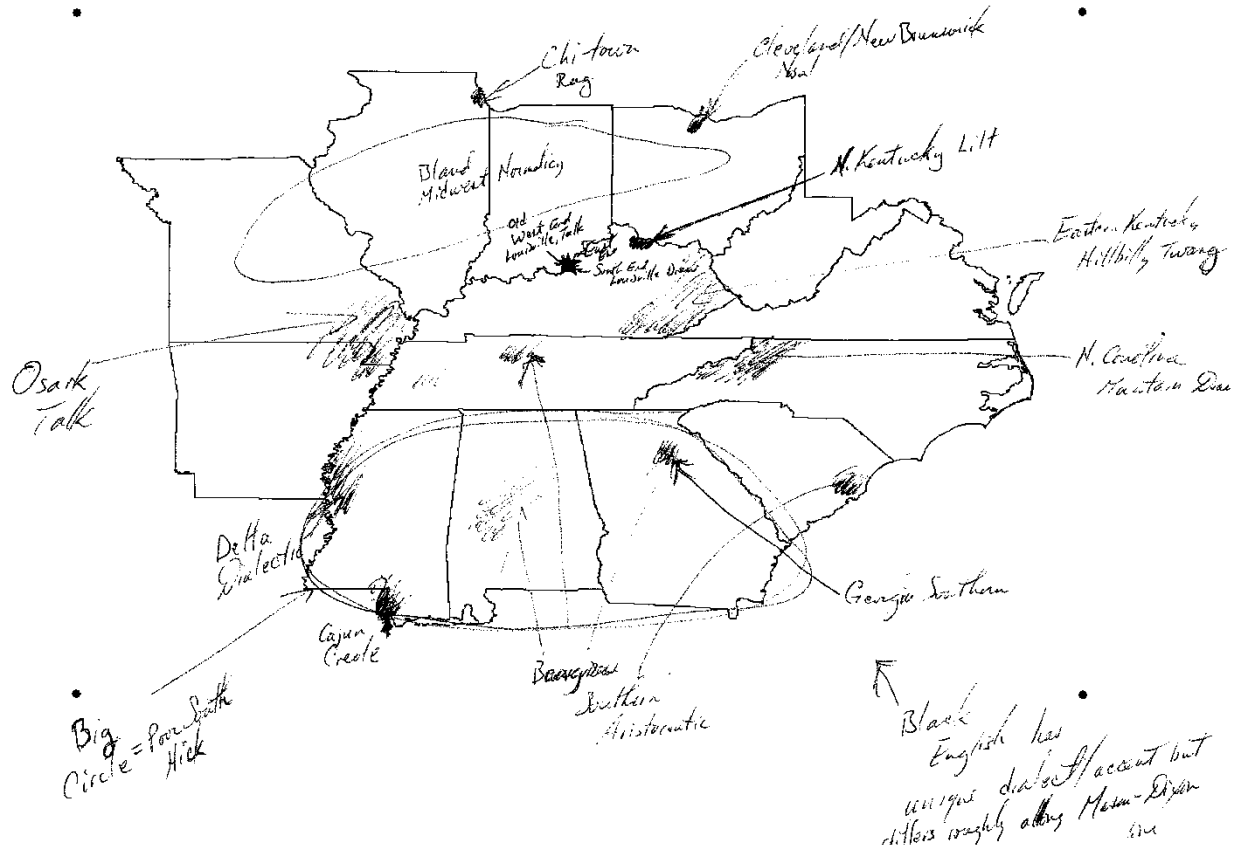 Chi-town
Rag
Cleveland/New Brunswick
Nasal
Bland
Midwest Normalcy
N. Kentucky Lilt
Old
West End
Louisville Talk
East
End
South End
Louisville Drawl
Eastern Kentucky
Hillbilly Twang
Osark
Talk
N. Carolina
Mountain
Delta
Dialectic
Cajun
Creole
Georgia Southern
Southern
Aristocratic
Big
Circle = Poor South
Hick
Black
English has
unique dialect/accent but
differs roughly along Mason-Dixon
line